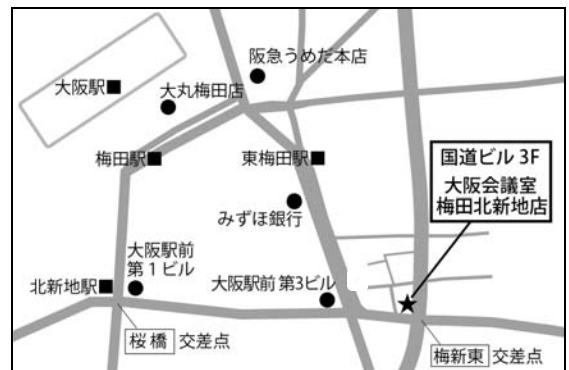 阪急うめだ本店
大阪駅
大丸梅田店
梅田駅
東梅田駅
国道ビル 3F
大阪会議室
梅田北新地店
みずほ銀行
大阪駅前
第1ビル
北新地駅
大阪駅前 第3ビル
桜橋 交差点
梅新東 交差点